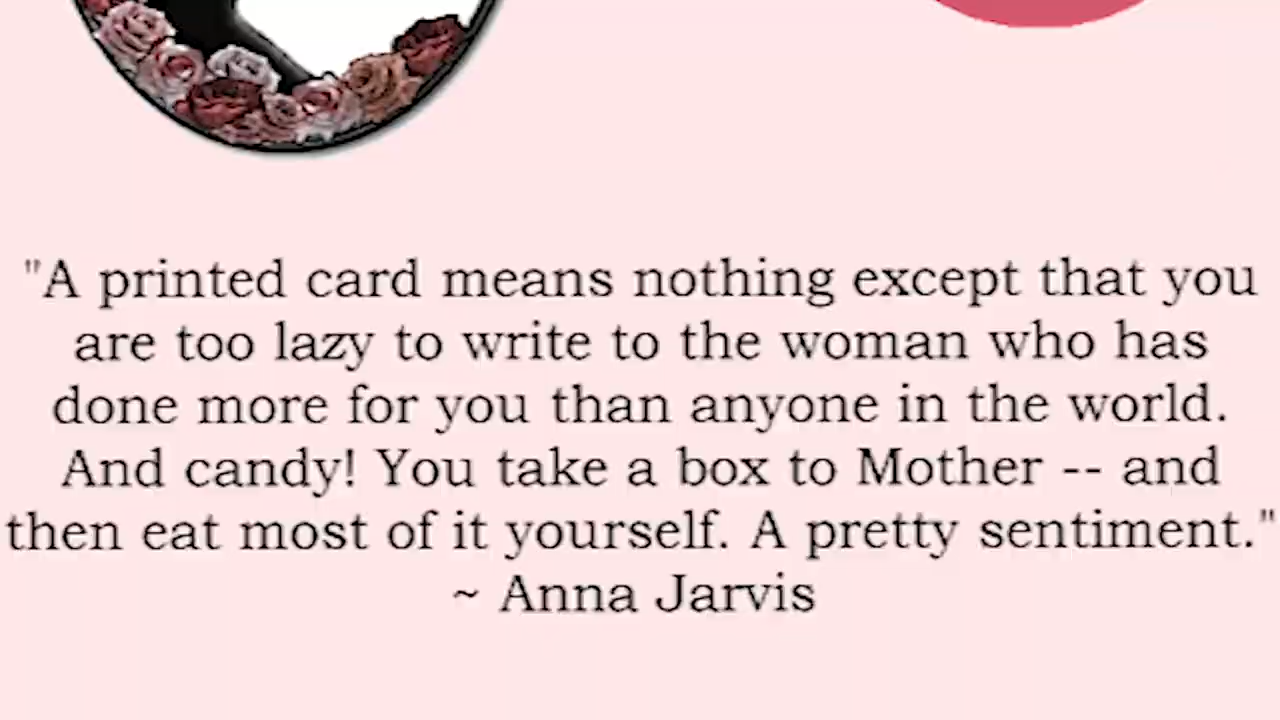 "A printed card means nothing except that you
are too lazy to write to the woman who has
done more for you than anyone in the world.
And candy! You take a box to Mother -- and
then eat most of it yourself. A pretty sentiment."
~ Anna Jarvis